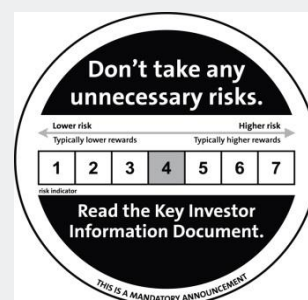 Don't take any
unnecessary risks.
Lower risk Higher risk
Typically lower rewards Typically higher rewards
1 2 3 4 5 6 7
risk indicator
Read the Key Investor
Information Document.
THIS IS A MANDATORY ANNOUNCEMENT